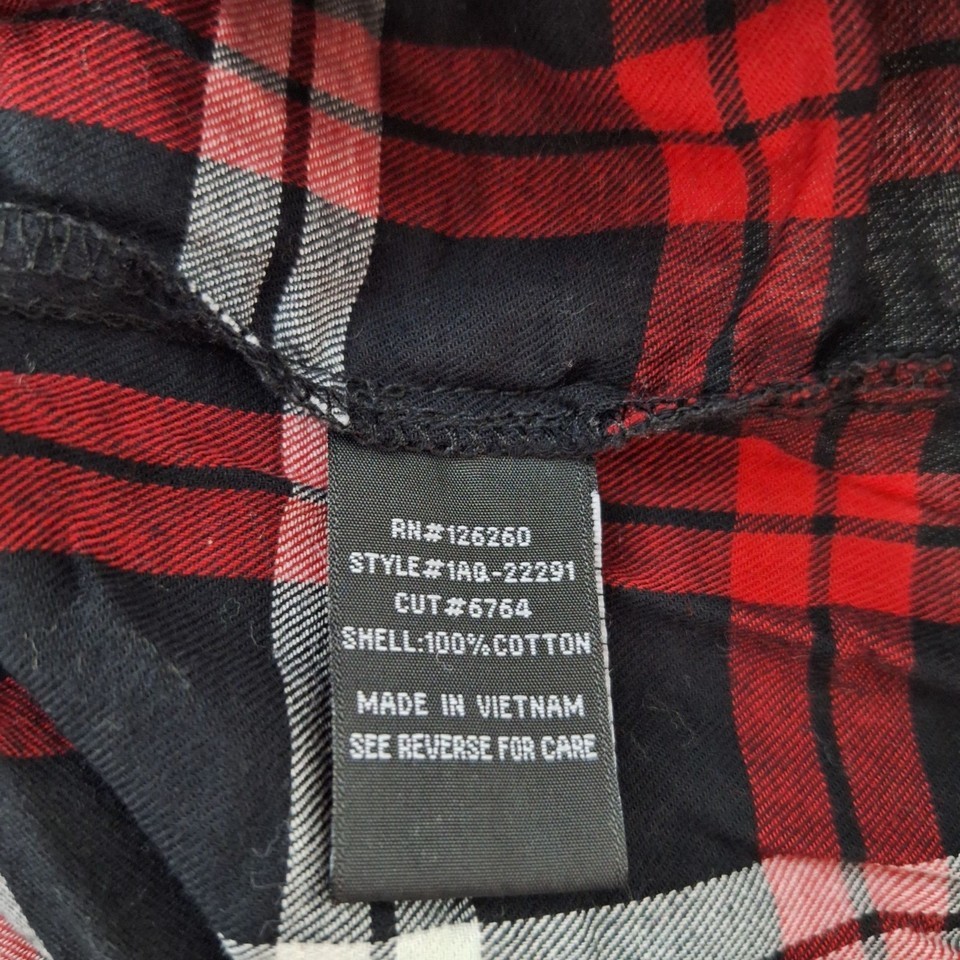 RN#126260
STYLE#1AQ-22291
CUT#6764
SHELL:100%COTTON
MADE IN VIETNAM
SEE REVERSE FOR CARE